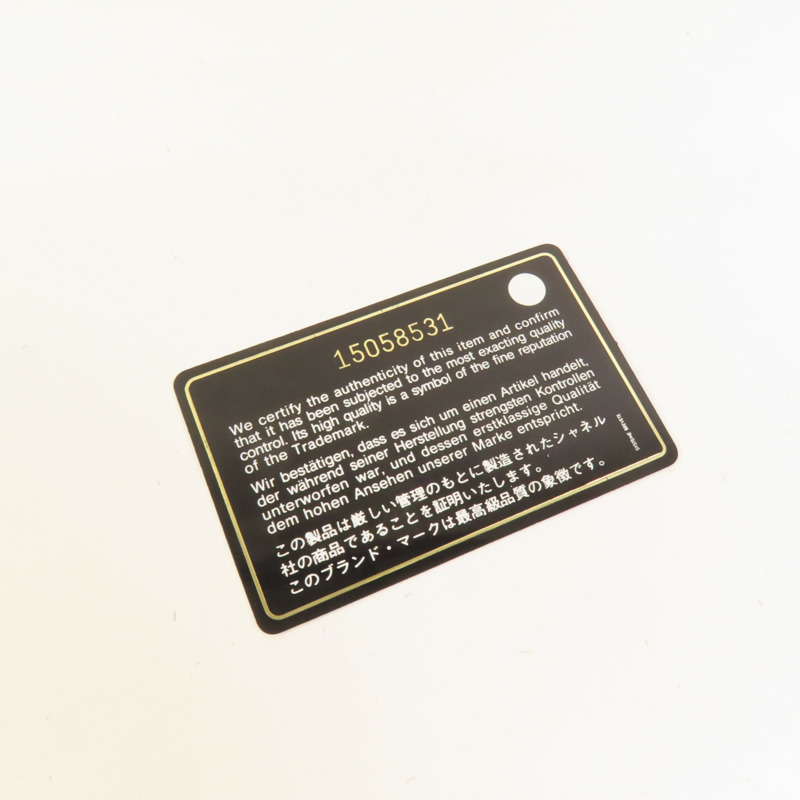 15058531
We certify the authenticity of this item and confirm
that it has been subjected to the most exacting quality
control. Its high quality is a symbol of the fine reputation
of the Trademark.
Wir bestätigen, dass es sich um einen Artikel handelt,
der während seiner Herstellung strengsten Kontrollen
unterworfen war, und dessen erstklassige Qualität
dem hohen Ansehen unserer Marke entspricht.
この製品は厳しい管理のもとに製造されたシャネル
社の商品であることを証明いたします。
このブランド・マークは最高級品質の象徴です。